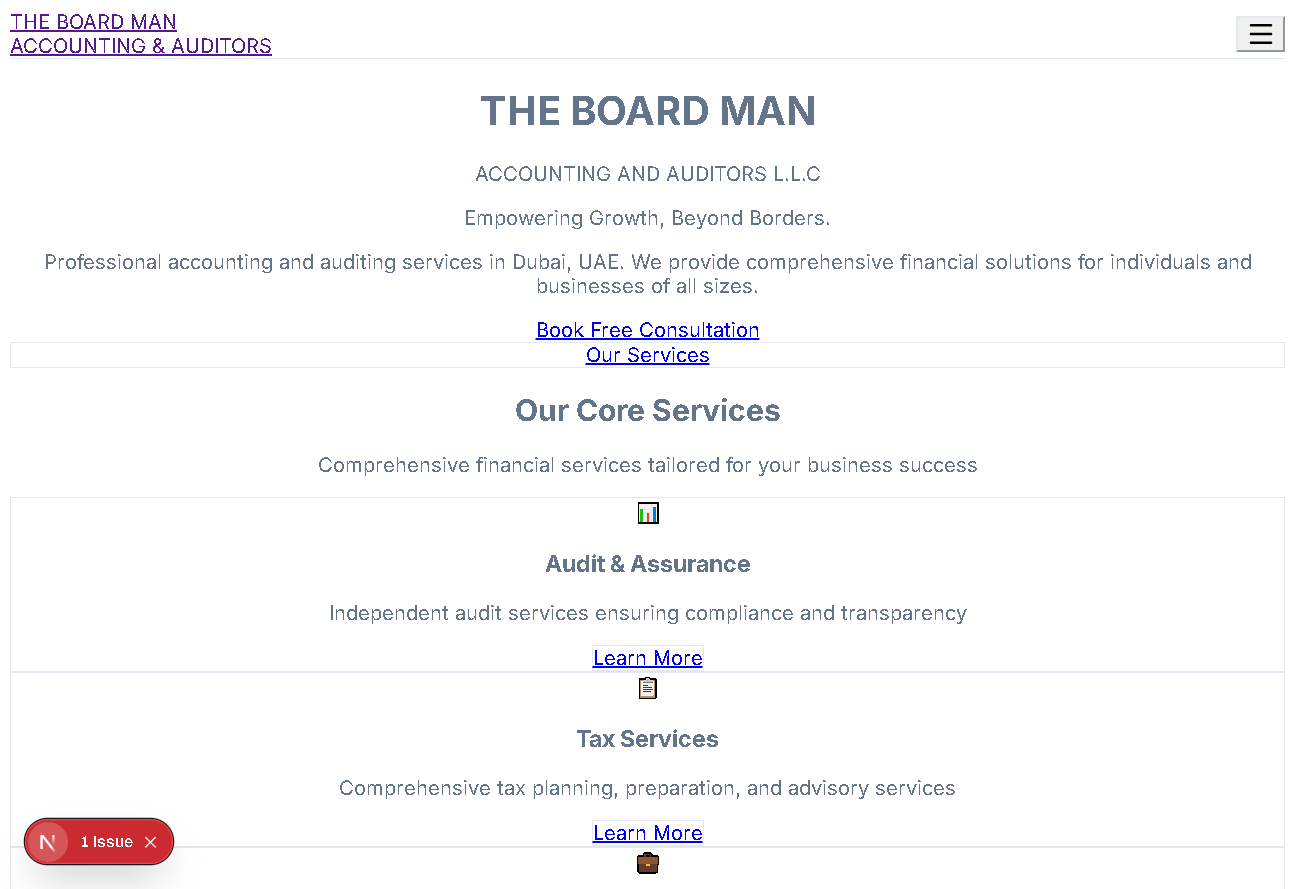 THE BOARD MAN
ACCOUNTING & AUDITORS
THE BOARD MAN
ACCOUNTING AND AUDITORS L.L.C
Empowering Growth, Beyond Borders.
Professional accounting and auditing services in Dubai, UAE. We provide comprehensive financial solutions for individuals and
businesses of all sizes.
Book Free Consultation
Our Services
Our Core Services
Comprehensive financial services tailored for your business success
Audit & Assurance
Independent audit services ensuring compliance and transparency
Learn More
Tax Services
Comprehensive tax planning, preparation, and advisory services
Learn More
N 1 Issue